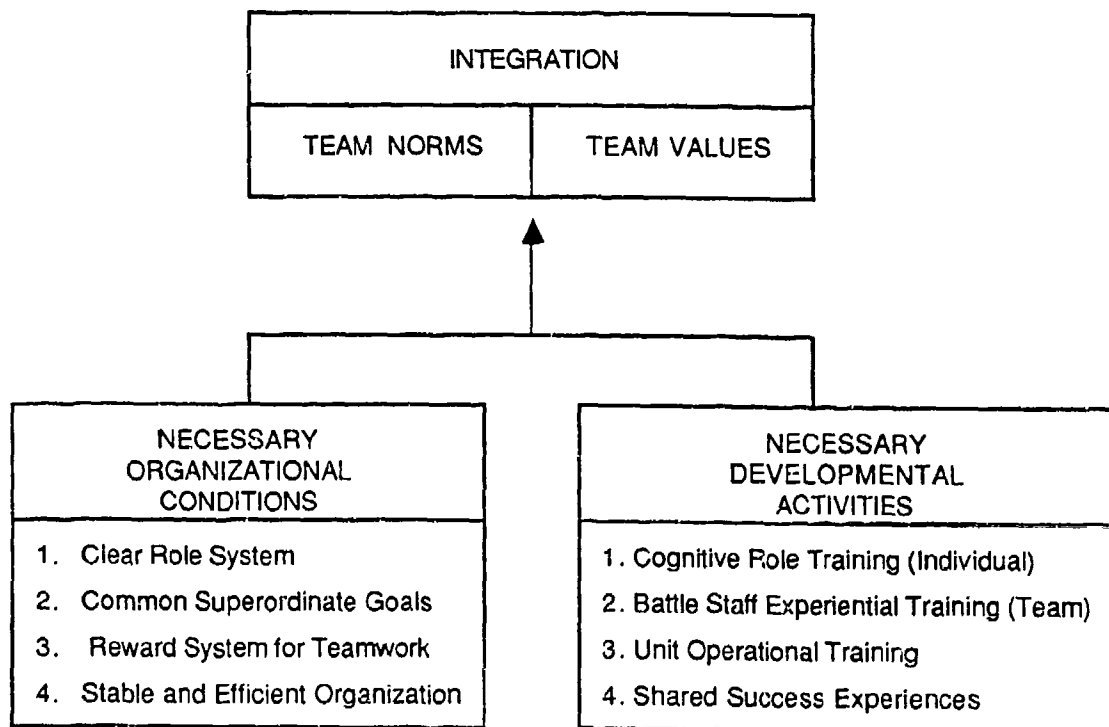 INTEGRATION
TEAM NORMS
TEAM VALUES
NECESSARY
ORGANIZATIONAL
CONDITIONS
1. Clear Role System
2. Common Superordinate Goals
3. Reward System for Teamwork
4. Stable and Efficient Organization
NECESSARY
DEVELOPMENTAL
ACTIVITIES
1. Cognitive Role Training (Individual)
2. Battle Staff Experiential Training (Team)
3. Unit Operational Training
4. Shared Success Experiences